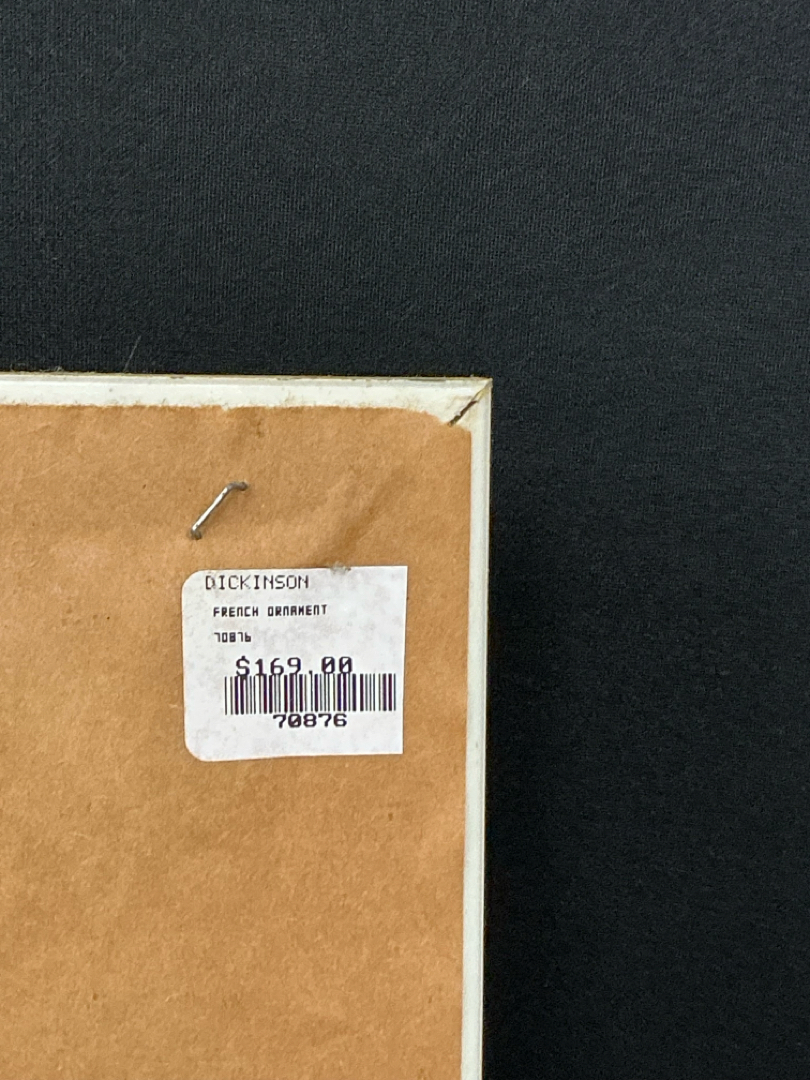 DICKINSON
FRENCH ORNAMENT
70876
$169.00
70876